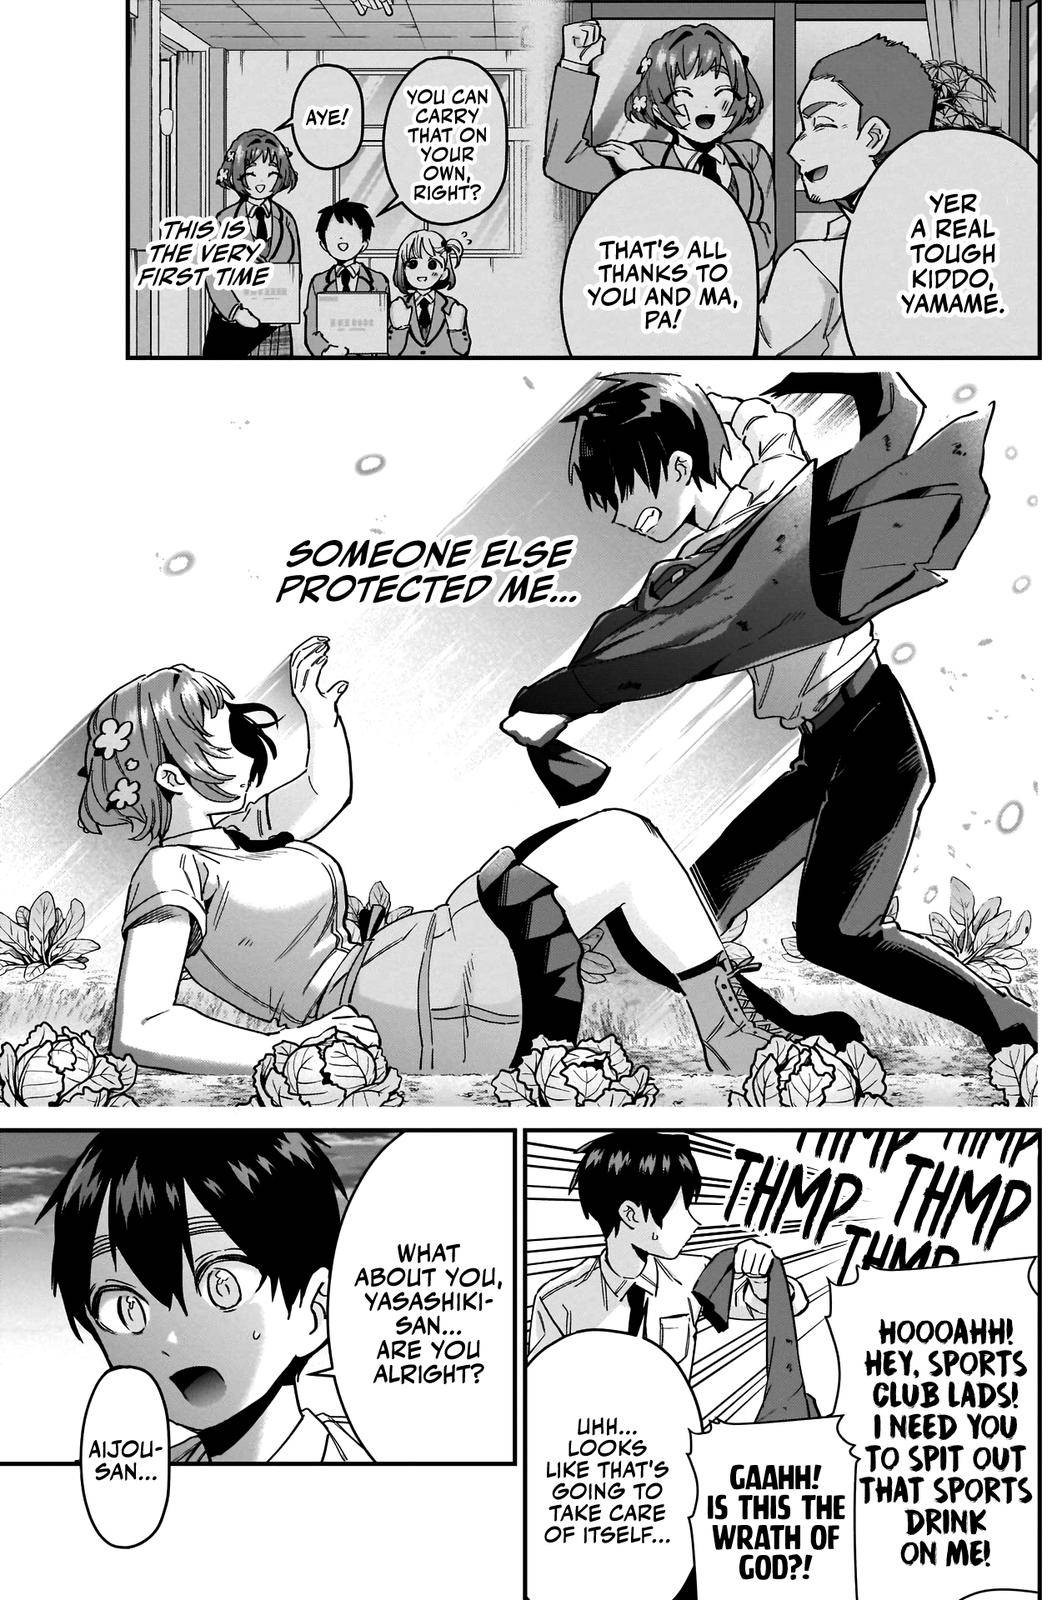 YER
A REAL
TOUGH
KIDDO,
YAMAME.
THAT'S ALL
THANKS TO
YOU AND MA,
PA!
YOU CAN
CARRY
THAT ON
YOUR
OWN,
RIGHT?
AYE!
THIS IS
THE VERY
FIRST TIME
SOMEONE ELSE
PROTECTED ME...
THMP THMP
THMP THMP
THMP
HOOOAHH!
HEY, SPORTS
CLUB LADS!
I NEED YOU
TO SPIT OUT
THAT SPORTS
DRINK
ON ME!
GAAHH!
IS THIS THE
WRATH OF
GOD?!
UHH...
LOOKS
LIKE THAT'S
GOING TO
TAKE CARE
OF ITSELF...
WHAT
ABOUT YOU,
YASASHIKI-
SAN...
ARE YOU
ALRIGHT?
AIJOU-
SAN...